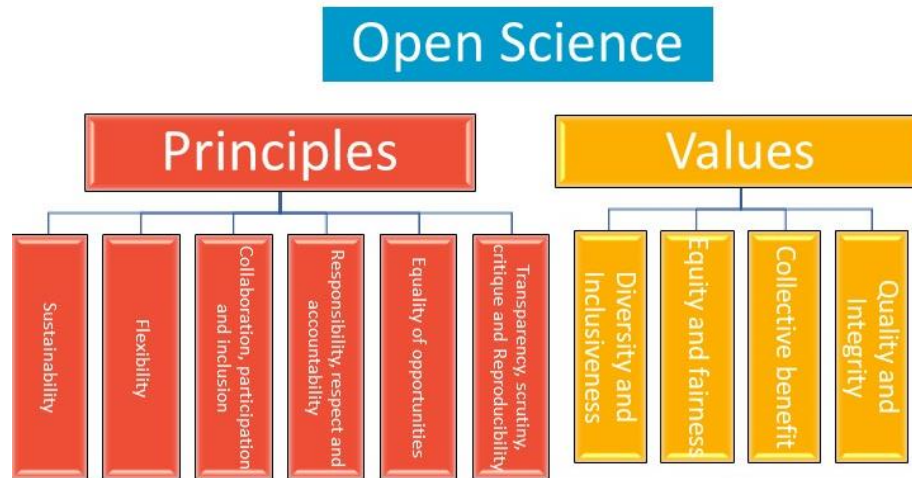 Open Science
Principles
Values
Sustainability
Flexibility
Collaboration, participation
and inclusion
Responsibility, respect and
accountability
Equality of opportunities
Transparency, scrutiny,
critique and Reproducibility
Diversity and
Inclusiveness
Equity and fairness
Collective benefit
Quality and
Integrity